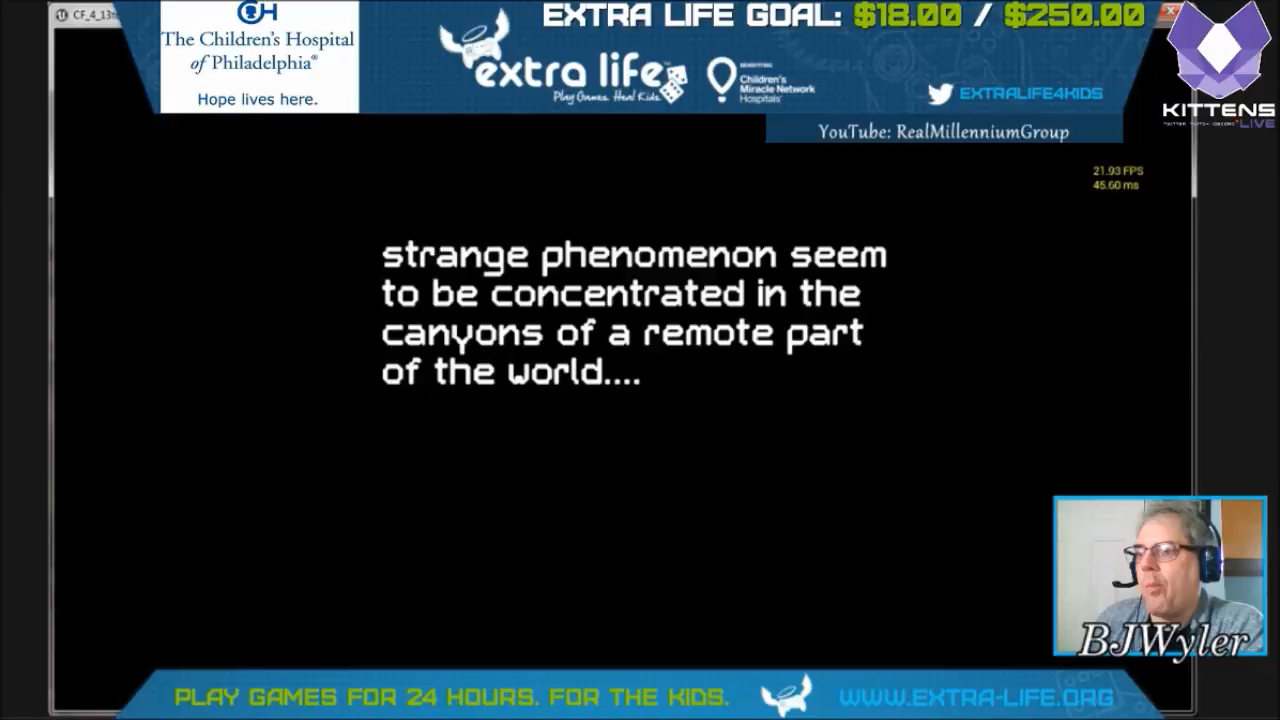 CF_4_13
The Children's Hospital
of Philadelphia®
Hope lives here.
EXTRA LIFE GOAL: $18.00 / $250.00
extra life
Play Games. Heal Kids.
BENEFITING
Children's
Miracle Network
Hospitals
EXTRALIFE4KIDS
YouTube: RealMillenniumGroup
KITTENS
LIVE
21.93 FPS
45.60 ms
strange phenomenon seem
to be concentrated in the
canyons of a remote part
of the world....
BJWyler
PLAY GAMES FOR 24 HOURS. FOR THE KIDS.
WWW.EXTRA-LIFE.ORG